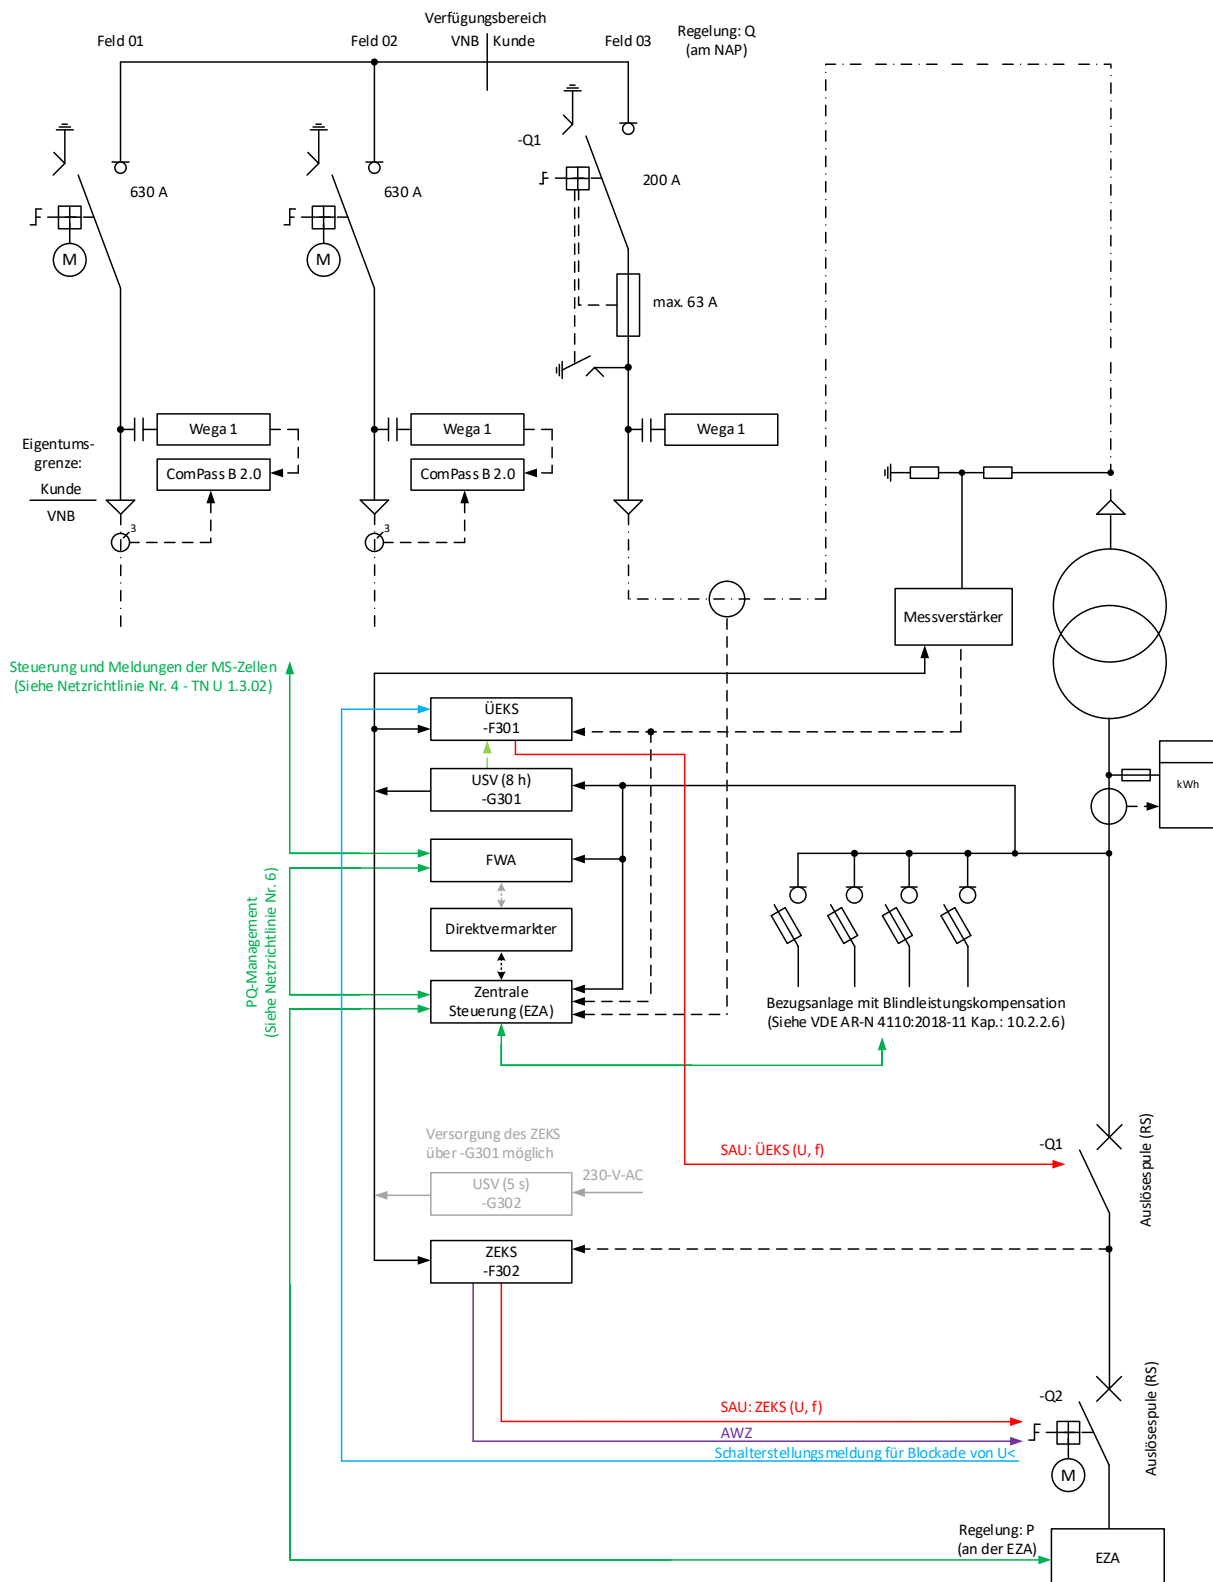 Verfügungsbereich
VNB
Kunde
Feld 01
Feld 02
Feld 03
Regelung: Q
(am NAP)
-Q1
630 A
630 A
200 A
M
M
max. 63 A
Wega 1
Wega 1
Wega 1
ComPass B 2.0
ComPass B 2.0
Eigentums-
grenze:
Kunde
VNB
3
3
Messverstärker
Steuerung und Meldungen der MS-Zellen
(Siehe Netzrichtlinie Nr. 4 - TN U 1.3.02)
ÜEKS
-F301
USV (8 h)
-G301
kWh
FWA
PQ-Management
(Siehe Netzrichtlinie Nr. 6)
Direktvermarkter
Zentrale
Steuerung (EZA)
Bezugsanlage mit Blindleistungskompensation
(Siehe VDE AR-N 4110:2018-11 Kap.: 10.2.2.6)
Versorgung des ZEKS
über -G301 möglich
USV (5 s)
-G302
230-V-AC
SAU: ÜEKS (U, f)
-Q1
Auslösespule (RS)
ZEKS
-F302
SAU: ZEKS (U, f)
AWZ
Schalterstellungsmeldung für Blockade von U<
-Q2
M
Auslösespule (RS)
Regelung: P
(an der EZA)
EZA